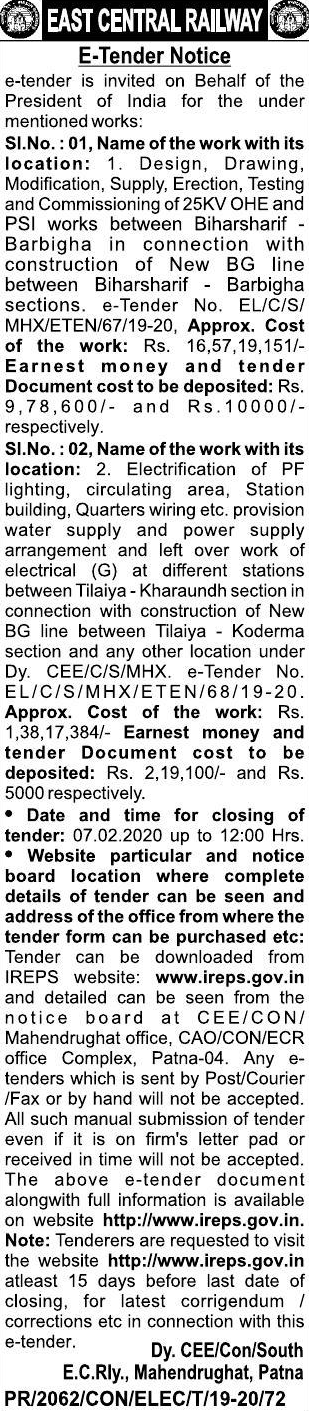 EAST CENTRAL RAILWAY
E-Tender Notice
e-tender is invited on Behalf of the
President of India for the under
mentioned works:
Sl.No. : 01, Name of the work with its
location: 1. Design, Drawing,
Modification, Supply, Erection, Testing
and Commissioning of 25KV OHE and
PSI works between Biharsharif -
Barbigha in connection with
construction of New BG line
between Biharsharif - Barbigha
sections. e-Tender No. EL/C/S/
MHX/ETEN/67/19-20, Approx. Cost
of the work: Rs. 16,57,19,151/-
Earnest money and tender
Document cost to be deposited: Rs.
9,78,600/- and Rs.10000/-
respectively.
Sl.No. : 02, Name of the work with its
location: 2. Electrification of PF
lighting, circulating area, Station
building, Quarters wiring etc. provision
water supply and power supply
arrangement and left over work of
electrical (G) at different stations
between Tilaiya - Kharaundh section in
connection with construction of New
BG line between Tilaiya - Koderma
section and any other location under
Dy. CEE/C/S/MHX. e-Tender No.
EL/C/S/MHX/ETEN/68/19-20.
Approx. Cost of the work: Rs.
1,38,17,384/- Earnest money and
tender Document cost to be
deposited: Rs. 2,19,100/- and Rs.
5000 respectively.
• Date and time for closing of
tender: 07.02.2020 up to 12:00 Hrs.
• Website particular and notice
board location where complete
details of tender can be seen and
address of the office from where the
tender form can be purchased etc:
Tender can be downloaded from
IREPS website: www.ireps.gov.in
and detailed can be seen from the
notice board at CEE/CON/
Mahendrughat office, CAO/CON/ECR
office Complex, Patna-04. Any e-
tenders which is sent by Post/Courier
/Fax or by hand will not be accepted.
All such manual submission of tender
even if it is on firm's letter pad or
received in time will not be accepted.
The above e-tender document
alongwith full information is available
on website http://www.ireps.gov.in.
Note: Tenderers are requested to visit
the website http://www.ireps.gov.in
atleast 15 days before last date of
closing, for latest corrigendum /
corrections etc in connection with this
e-tender.
Dy. CEE/Con/South
E.C.Rly., Mahendrughat, Patna
PR/2062/CON/ELEC/T/19-20/72